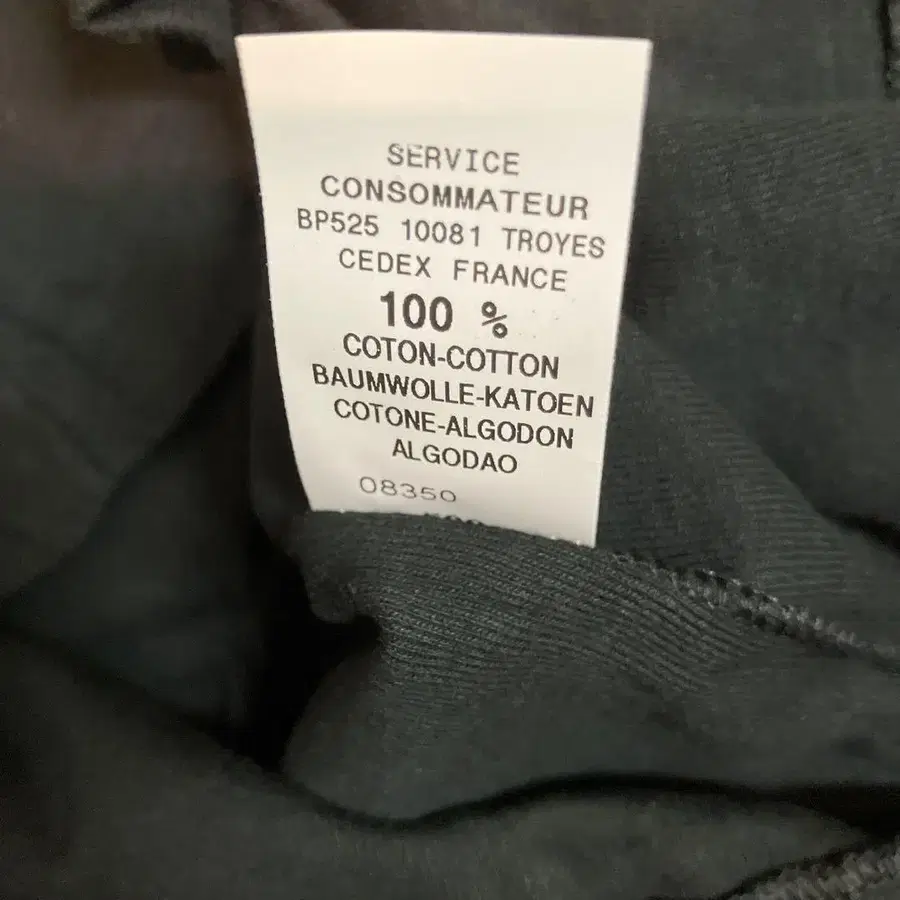 SERVICE
CONSOMMATEUR
BP525 10081 TROYES
CEDEX FRANCE
100 %
COTON-COTTON
BAUMWOLLE-KATOEN
COTONE-ALGODON
ALGODAO
08350